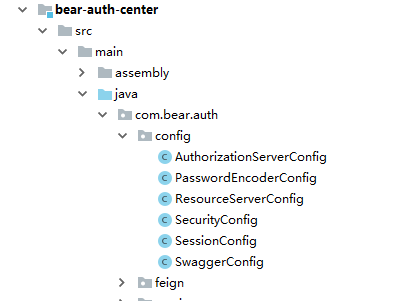 bear-auth-center
src
main
assembly
java
com.bear.auth
config
AuthorizationServerConfig
PasswordEncoderConfig
ResourceServerConfig
SecurityConfig
SessionConfig
SwaggerConfig
feign